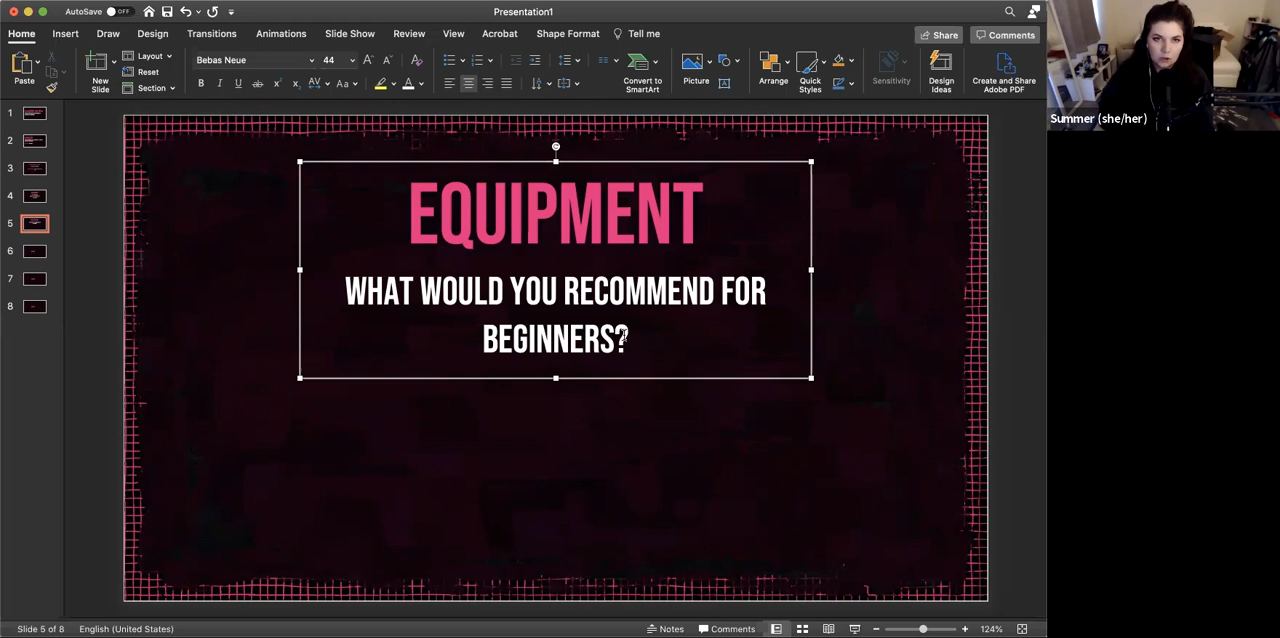 AutoSave OFF
Presentation1
Home Insert Draw Design Transitions Animations Slide Show Review View Acrobat Shape Format Tell me
Share Comments
Paste
New
Slide
Layout
Reset
Section
Bebas Neue 44
Convert to
SmartArt
Picture
Arrange
Quick
Styles
Sensitivity
Design
Ideas
Create and Share
Adobe PDF
Summer (she/her)
1
2
3
4
5
6
7
8
EQUIPMENT
WHAT WOULD YOU RECOMMEND FOR
BEGINNERS?
Slide 5 of 8 English (United States) Notes Comments 124%